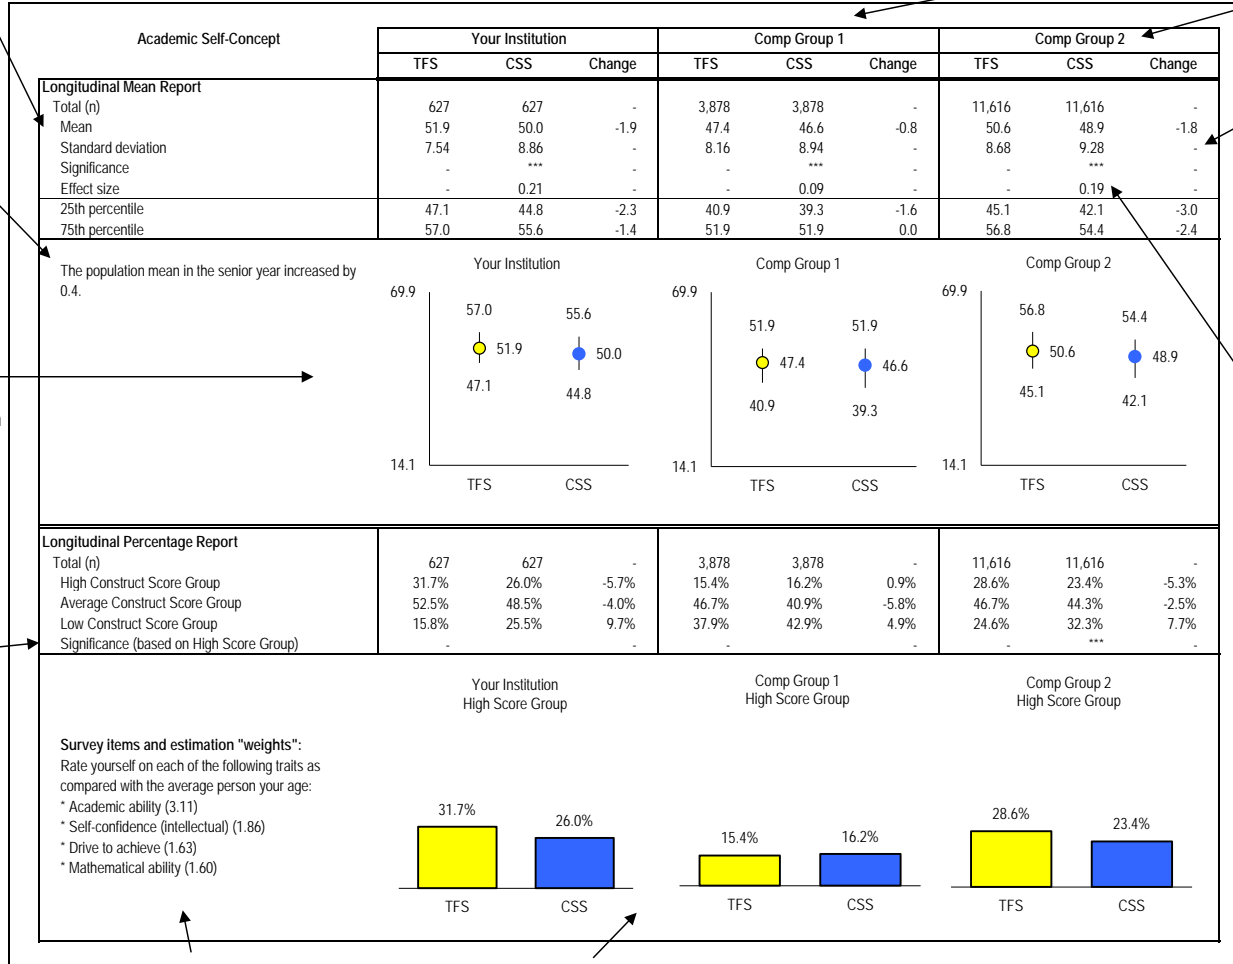 Academic Self-Concept Your Institution Comp Group 1 Comp Group 2
TFS CSS Change TFS CSS Change TFS CSS Change
Longitudinal Mean Report
Total (n) 627 627 - 3,878 3,878 - 11,616 11,616 -
Mean 51.9 50.0 -1.9 47.4 46.6 -0.8 50.6 48.9 -1.8
Standard deviation 7.54 8.86 - 8.16 8.94 - 8.68 9.28 -
Significance - *** - - *** - - *** -
Effect size - 0.21 - - 0.09 - - 0.19 -
25th percentile 47.1 44.8 -2.3 40.9 39.3 -1.6 45.1 42.1 -3.0
75th percentile 57.0 55.6 -1.4 51.9 51.9 0.0 56.8 54.4 -2.4
The population mean in the senior year increased by
0.4.
Your Institution
69.9
57.0 55.6
51.9 50.0
47.1 44.8
14.1
TFS CSS
Comp Group 1
69.9
51.9 51.9
47.4 46.6
40.9 39.3
14.1
TFS CSS
Comp Group 2
69.9
56.8 54.4
50.6 48.9
45.1 42.1
14.1
TFS CSS
Longitudinal Percentage Report
Total (n) 627 627 - 3,878 3,878 - 11,616 11,616 -
High Construct Score Group 31.7% 26.0% -5.7% 15.4% 16.2% 0.9% 28.6% 23.4% -5.3%
Average Construct Score Group 52.5% 48.5% -4.0% 46.7% 40.9% -5.8% 46.7% 44.3% -2.5%
Low Construct Score Group 15.8% 25.5% 9.7% 37.9% 42.9% 4.9% 24.6% 32.3% 7.7%
Significance (based on High Score Group) - - - - - *** -
Survey items and estimation "weights":
Rate yourself on each of the following traits as
compared with the average person your age:
* Academic ability (3.11)
* Self-confidence (intellectual) (1.86)
* Drive to achieve (1.63)
* Mathematical ability (1.60)
Your Institution
High Score Group
31.7% 26.0%
TFS CSS
Comp Group 1
High Score Group
15.4% 16.2%
TFS CSS
Comp Group 2
High Score Group
28.6% 23.4%
TFS CSS